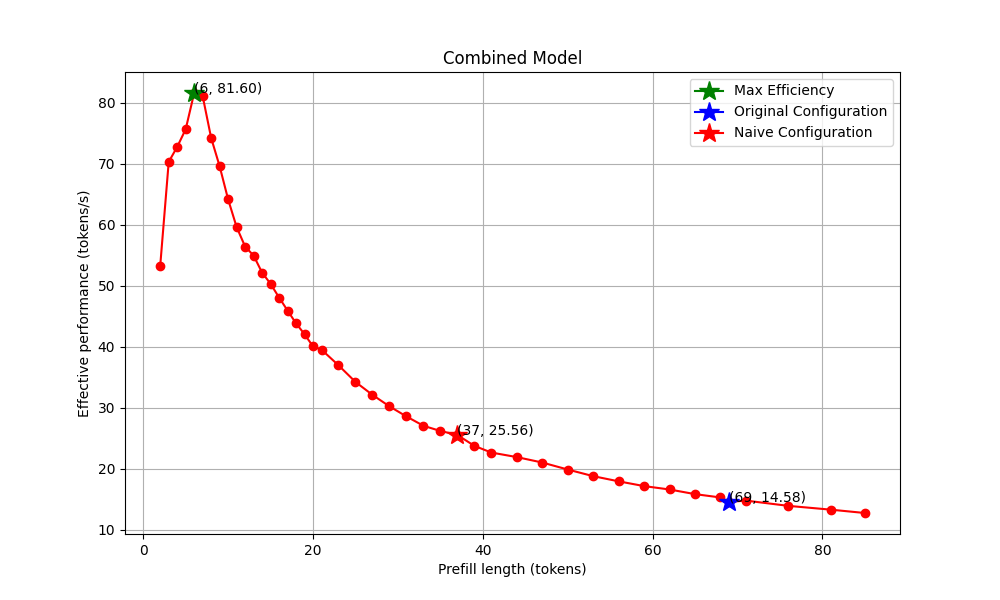 Combined Model
Effective performance (tokens/s)
80
70
60
50
40
30
20
10
(6, 81.60)
(37, 25.56)
(69, 14.58)
Max Efficiency
Original Configuration
Naive Configuration
0
20
40
60
80
Prefill length (tokens)